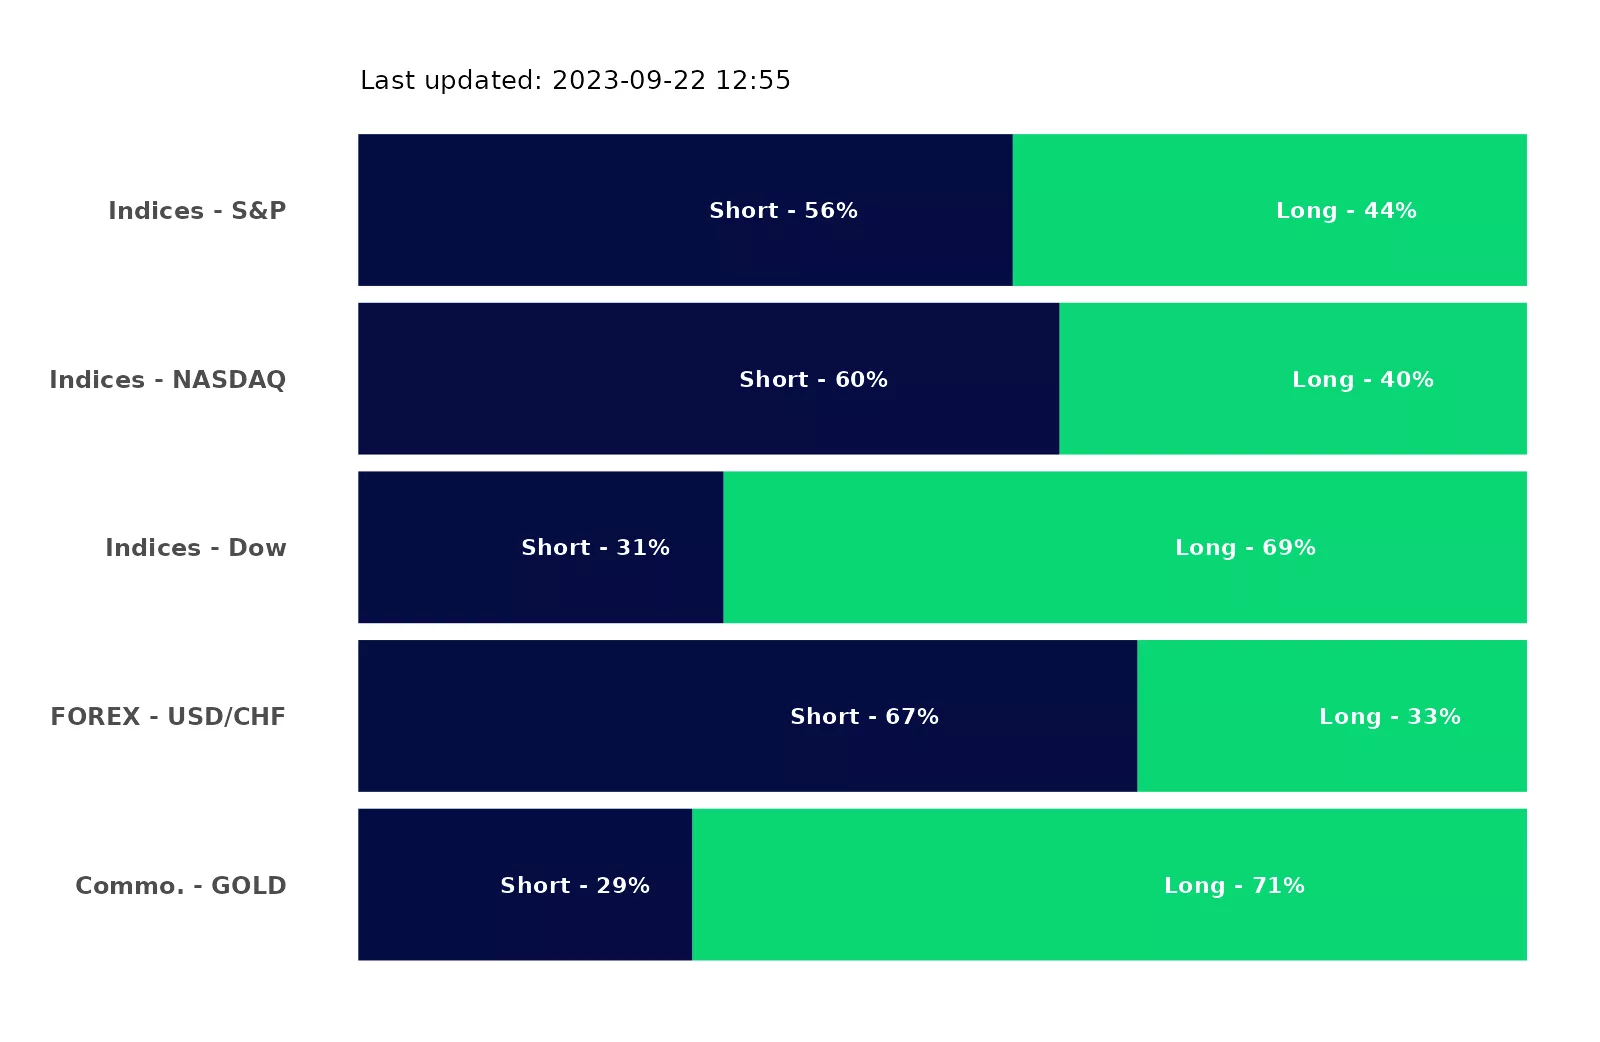 Last updated: 2023-09-22 12:55
Indices - S&P Short - 56% Long - 44%
Indices - NASDAQ Short - 60% Long - 40%
Indices - Dow Short - 31% Long - 69%
FOREX - USD/CHF Short - 67% Long - 33%
Commo. - GOLD Short - 29% Long - 71%